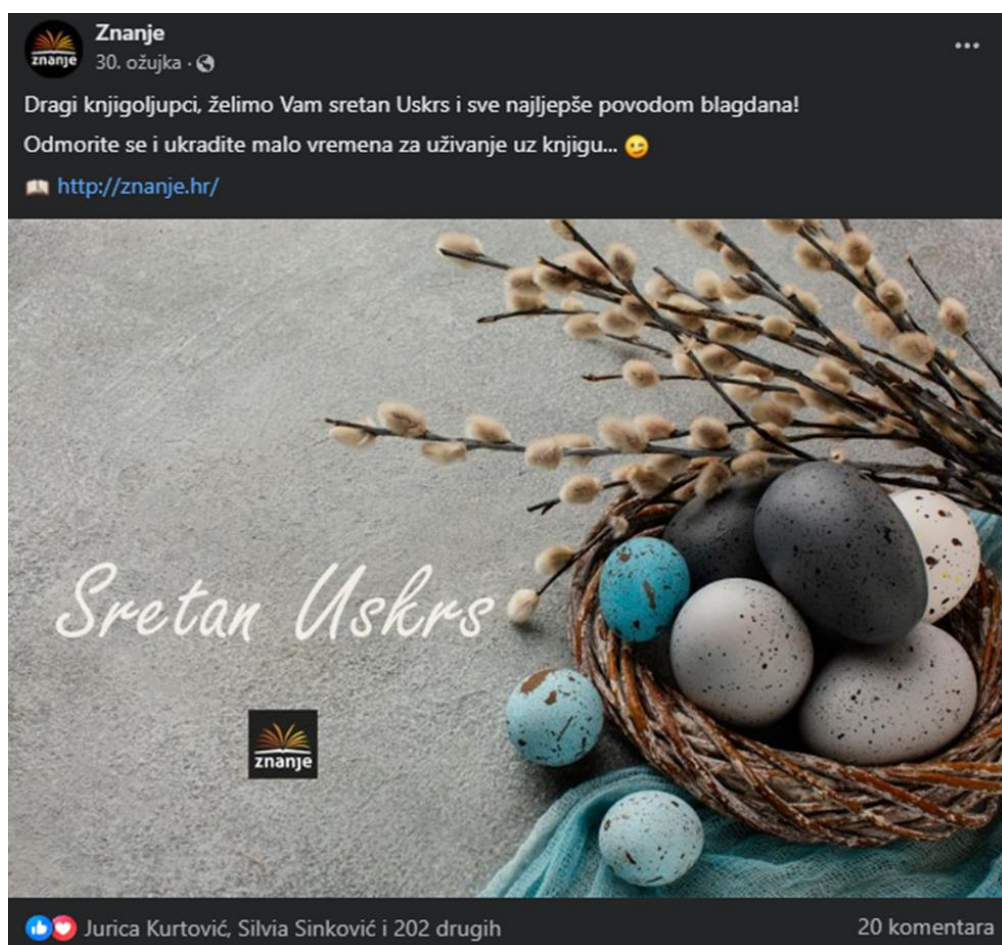 Znanje
30. ožujka
Dragi knjigoljupci, želimo Vam sretan Uskrs i sve najljepše povodom blagdana!
Odmorite se i ukradite malo vremena za uživanje uz knjigu... 😉
📖 http://znanje.hr/
Sretan Uskrs
znanje
Jurica Kurtović, Silvia Sinković i 202 drugih
20 komentara